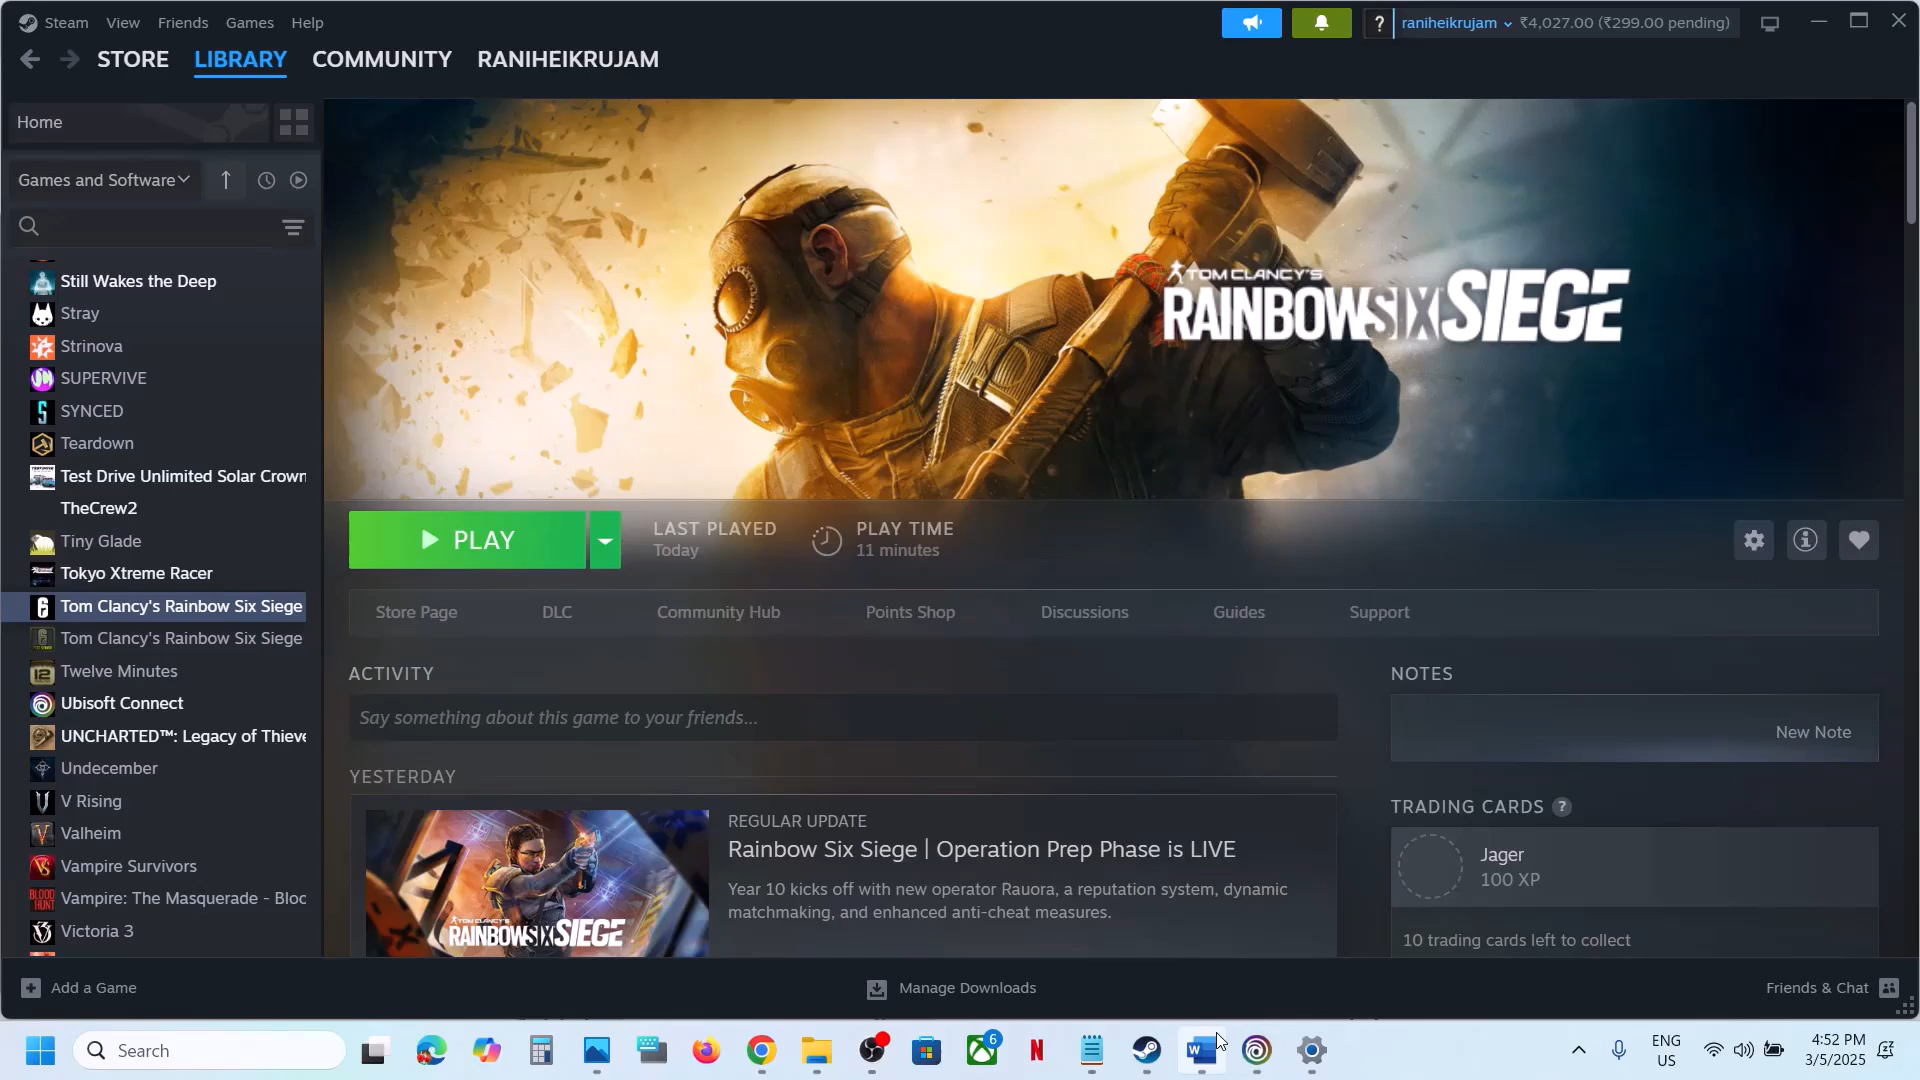 Steam View Friends Games Help
? raniheikrujam ₹4,027.00 (₹299.00 pending)
STORE LIBRARY COMMUNITY RANIHEIKRUJAM
Home
Games and Software
Still Wakes the Deep
Stray
Strinova
SUPERVIVE
SYNCED
Teardown
Test Drive Unlimited Solar Crown
TheCrew2
Tiny Glade
Tokyo Xtreme Racer
Tom Clancy's Rainbow Six Siege
Tom Clancy's Rainbow Six Siege
Twelve Minutes
Ubisoft Connect
UNCHARTED™: Legacy of Thieve
Undecember
V Rising
Valheim
Vampire Survivors
Vampire: The Masquerade - Bloo
Victoria 3
TOM CLANCY'S
RAINBOWSIX SIEGE
PLAY
LAST PLAYED
Today
PLAY TIME
11 minutes
Store Page DLC Community Hub Points Shop Discussions Guides Support
ACTIVITY
Say something about this game to your friends...
YESTERDAY
TOM CLANCY'S
RAINBOWSIX SIEGE
REGULAR UPDATE
Rainbow Six Siege | Operation Prep Phase is LIVE
Year 10 kicks off with new operator Rauora, a reputation system, dynamic
matchmaking, and enhanced anti-cheat measures.
NOTES
New Note
TRADING CARDS ?
Jager
100 XP
10 trading cards left to collect
Add a Game
Manage Downloads
Friends & Chat
Search
6
ENG
US
4:52 PM
3/5/2025